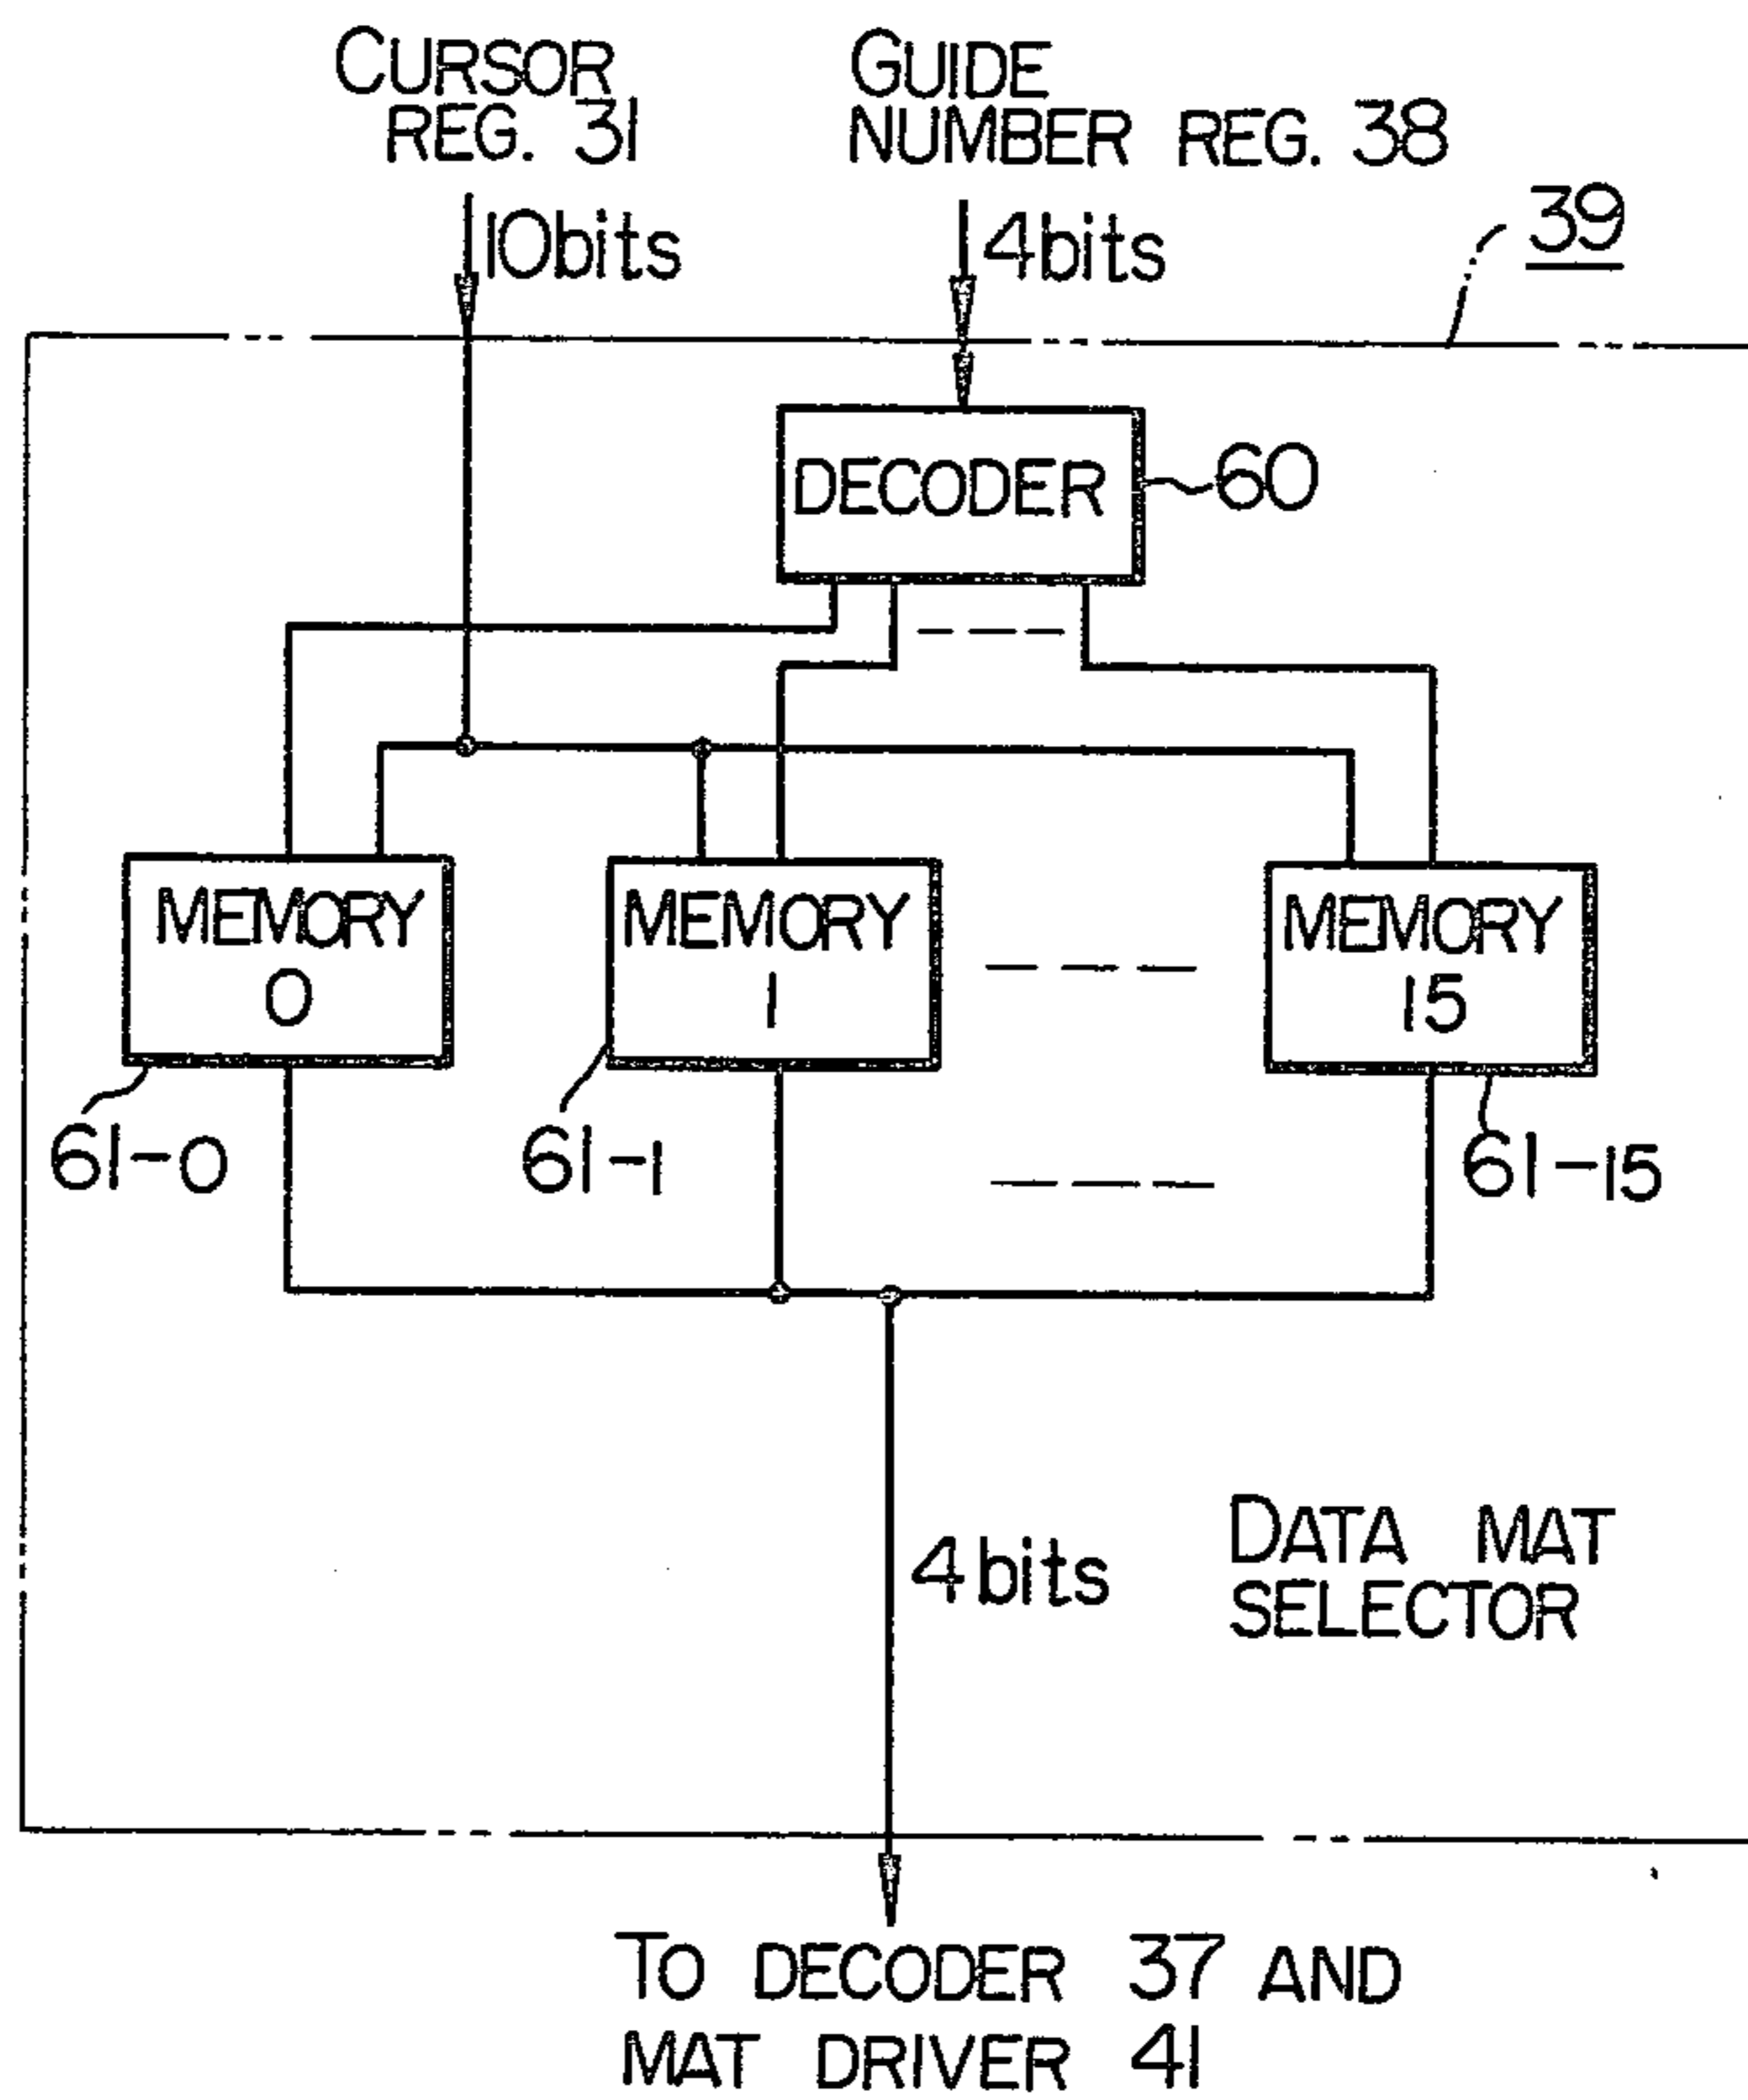 CURSOR
REG. 31
GUIDE
NUMBER REG. 38
10bits
4bits
39
DECODER
60
MEMORY
0
MEMORY
1
MEMORY
15
61-0
61-1
61-15
4bits
DATA MAT
SELECTOR
TO DECODER 37 AND
MAT DRIVER 41